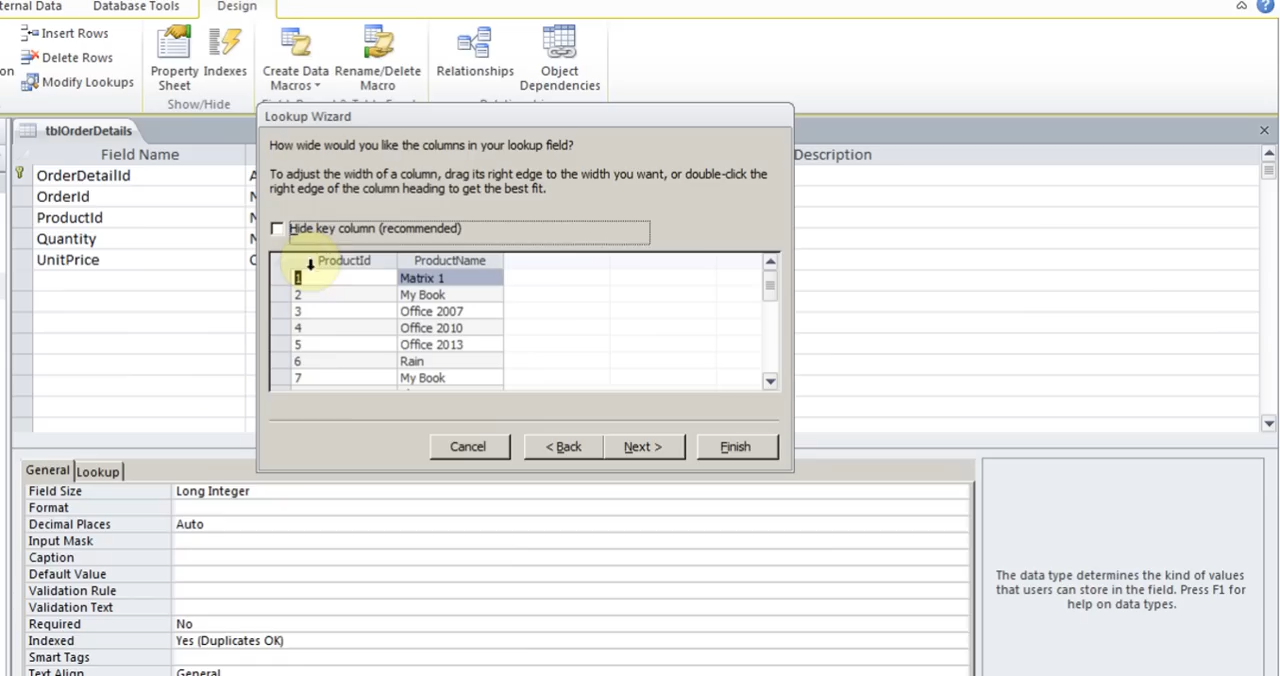 ternal Data Database Tools Design
Insert Rows
Delete Rows
Modify Lookups
on
Property Sheet
Indexes
Create Data Macros
Rename/Delete Macro
Relationships
Object Dependencies
Show/Hide
Lookup Wizard
How wide would you like the columns in your lookup field?
To adjust the width of a column, drag its right edge to the width you want, or double-click the
right edge of the column heading to get the best fit.
Hide key column (recommended)
ProductId ProductName
1 Matrix 1
2 My Book
3 Office 2007
4 Office 2010
5 Office 2013
6 Rain
7 My Book
Cancel < Back Next > Finish
tblOrderDetails
Field Name Description
OrderDetailId A
OrderId N
ProductId N
Quantity N
UnitPrice C
General Lookup
Field Size Long Integer
Format
Decimal Places Auto
Input Mask
Caption
Default Value
Validation Rule
Validation Text
Required No
Indexed Yes (Duplicates OK)
Smart Tags
Text Align General
The data type determines the kind of values
that users can store in the field. Press F1 for
help on data types.